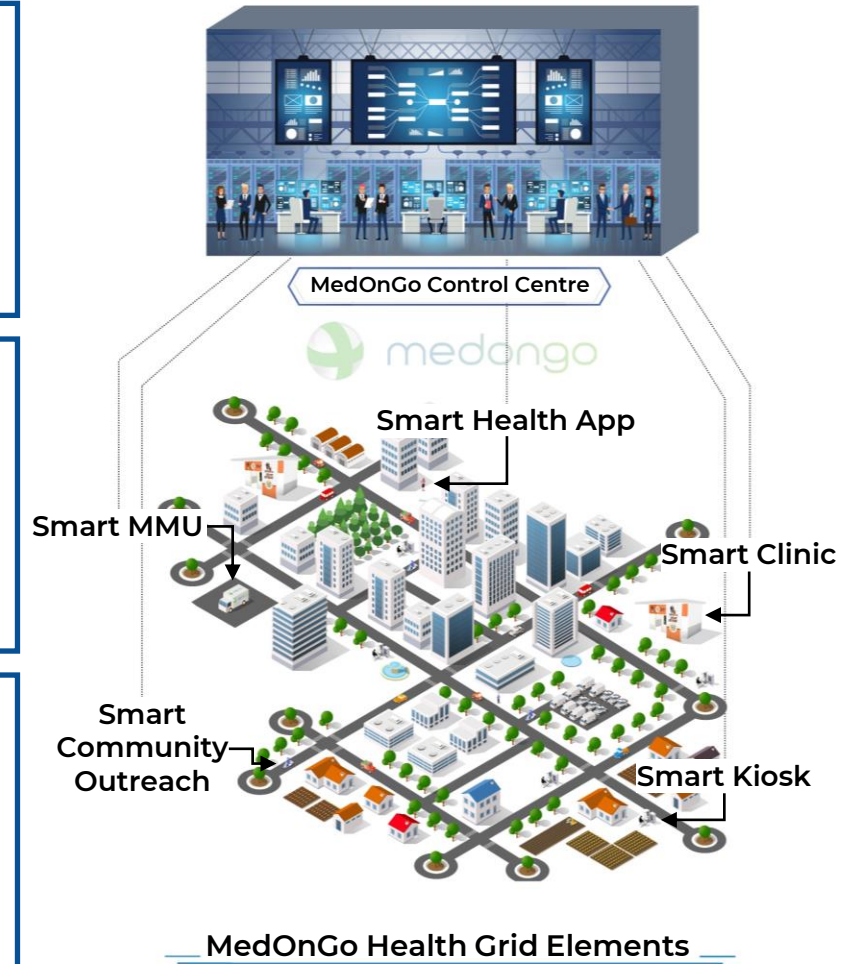 MedOnGo Control Centre
medongo
Smart Health App
Smart MMU
Smart Clinic
Smart
Community
Outreach
Smart Kiosk
MedOnGo Health Grid Elements